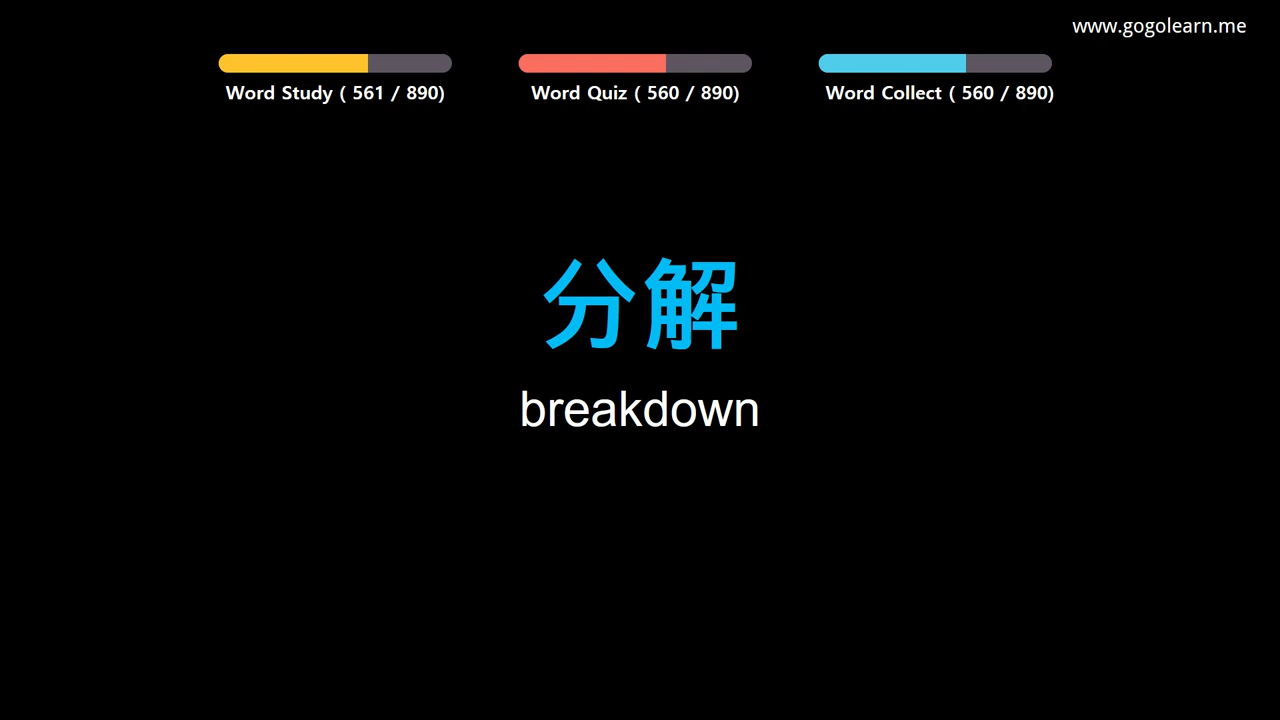 www.gogolearn.me
Word Study ( 561 / 890)
Word Quiz ( 560 / 890)
Word Collect ( 560 / 890)
分解
breakdown